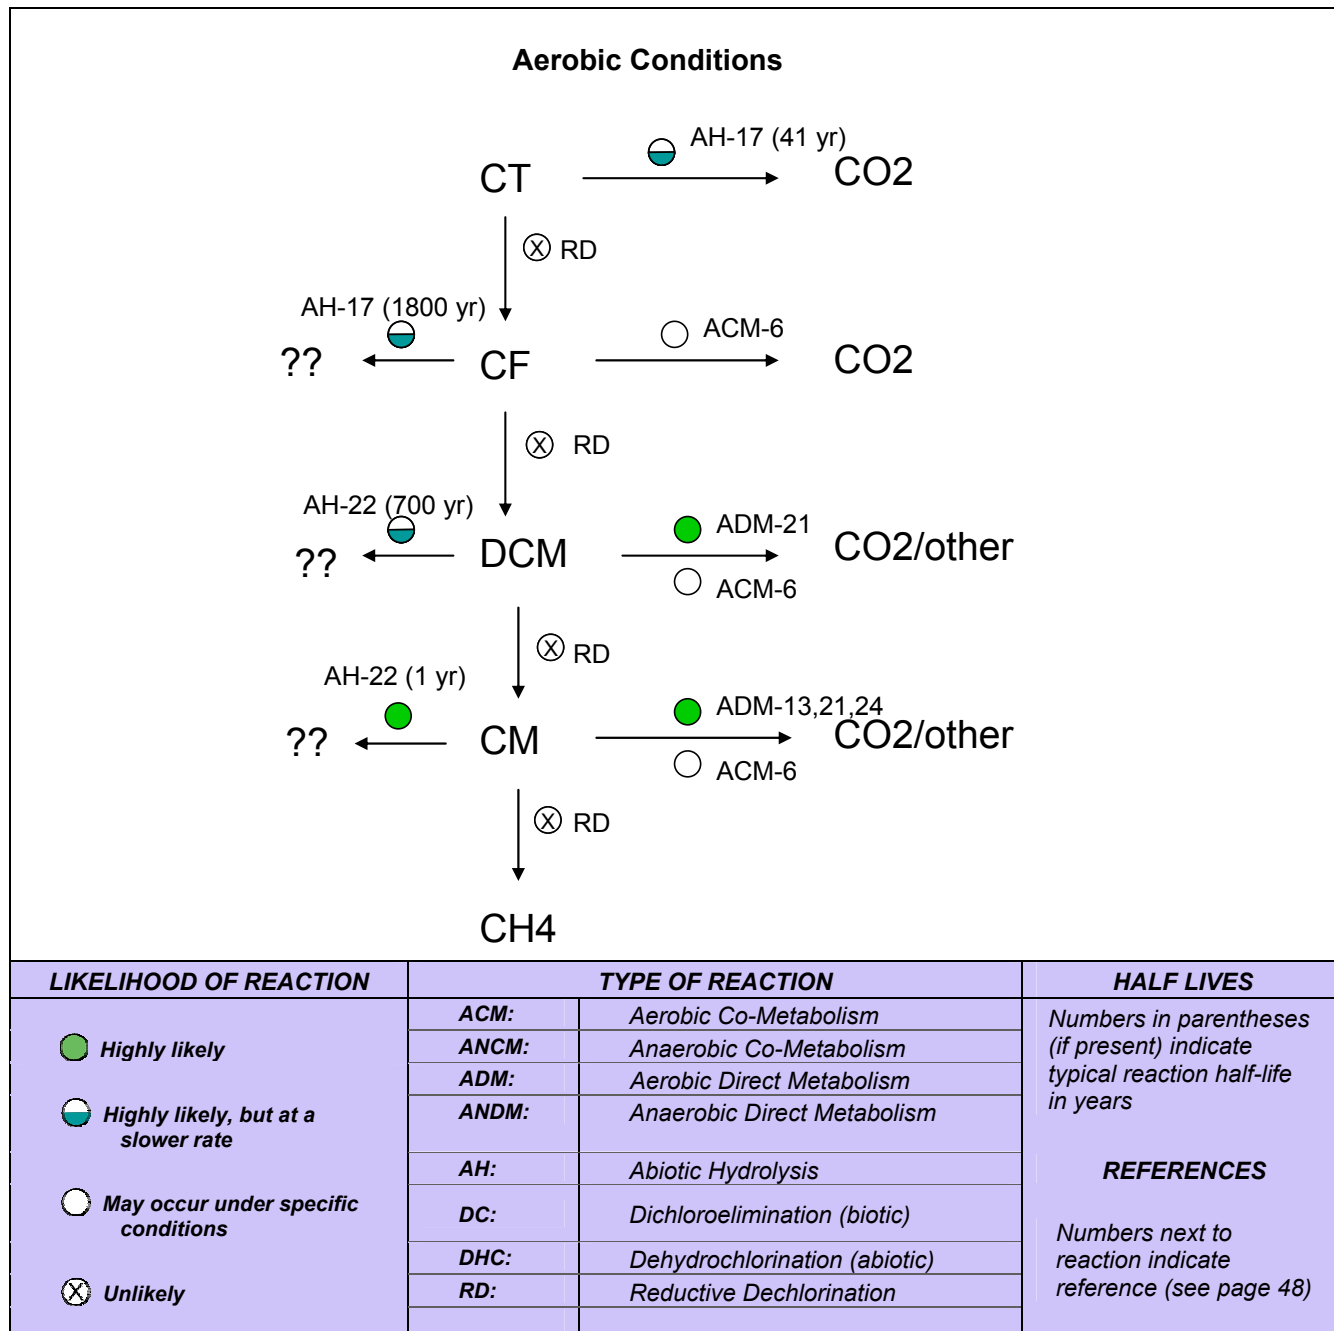 Aerobic Conditions
AH-17 (41 yr)
CT
CO2
X RD
AH-17 (1800 yr)
ACM-6
??
CF
CO2
X RD
AH-22 (700 yr)
ADM-21
??
DCM
CO2/other
ACM-6
X RD
AH-22 (1 yr)
ADM-13,21,24
??
CM
CO2/other
ACM-6
X RD
CH4
LIKELIHOOD OF REACTION
Highly likely
Highly likely, but at a
slower rate
May occur under specific
conditions
X Unlikely
TYPE OF REACTION
ACM: Aerobic Co-Metabolism
ANCM: Anaerobic Co-Metabolism
ADM: Aerobic Direct Metabolism
ANDM: Anaerobic Direct Metabolism
AH: Abiotic Hydrolysis
DC: Dichloroelimination (biotic)
DHC: Dehydrochlorination (abiotic)
RD: Reductive Dechlorination
HALF LIVES
Numbers in parentheses
(if present) indicate
typical reaction half-life
in years
REFERENCES
Numbers next to
reaction indicate
reference (see page 48)